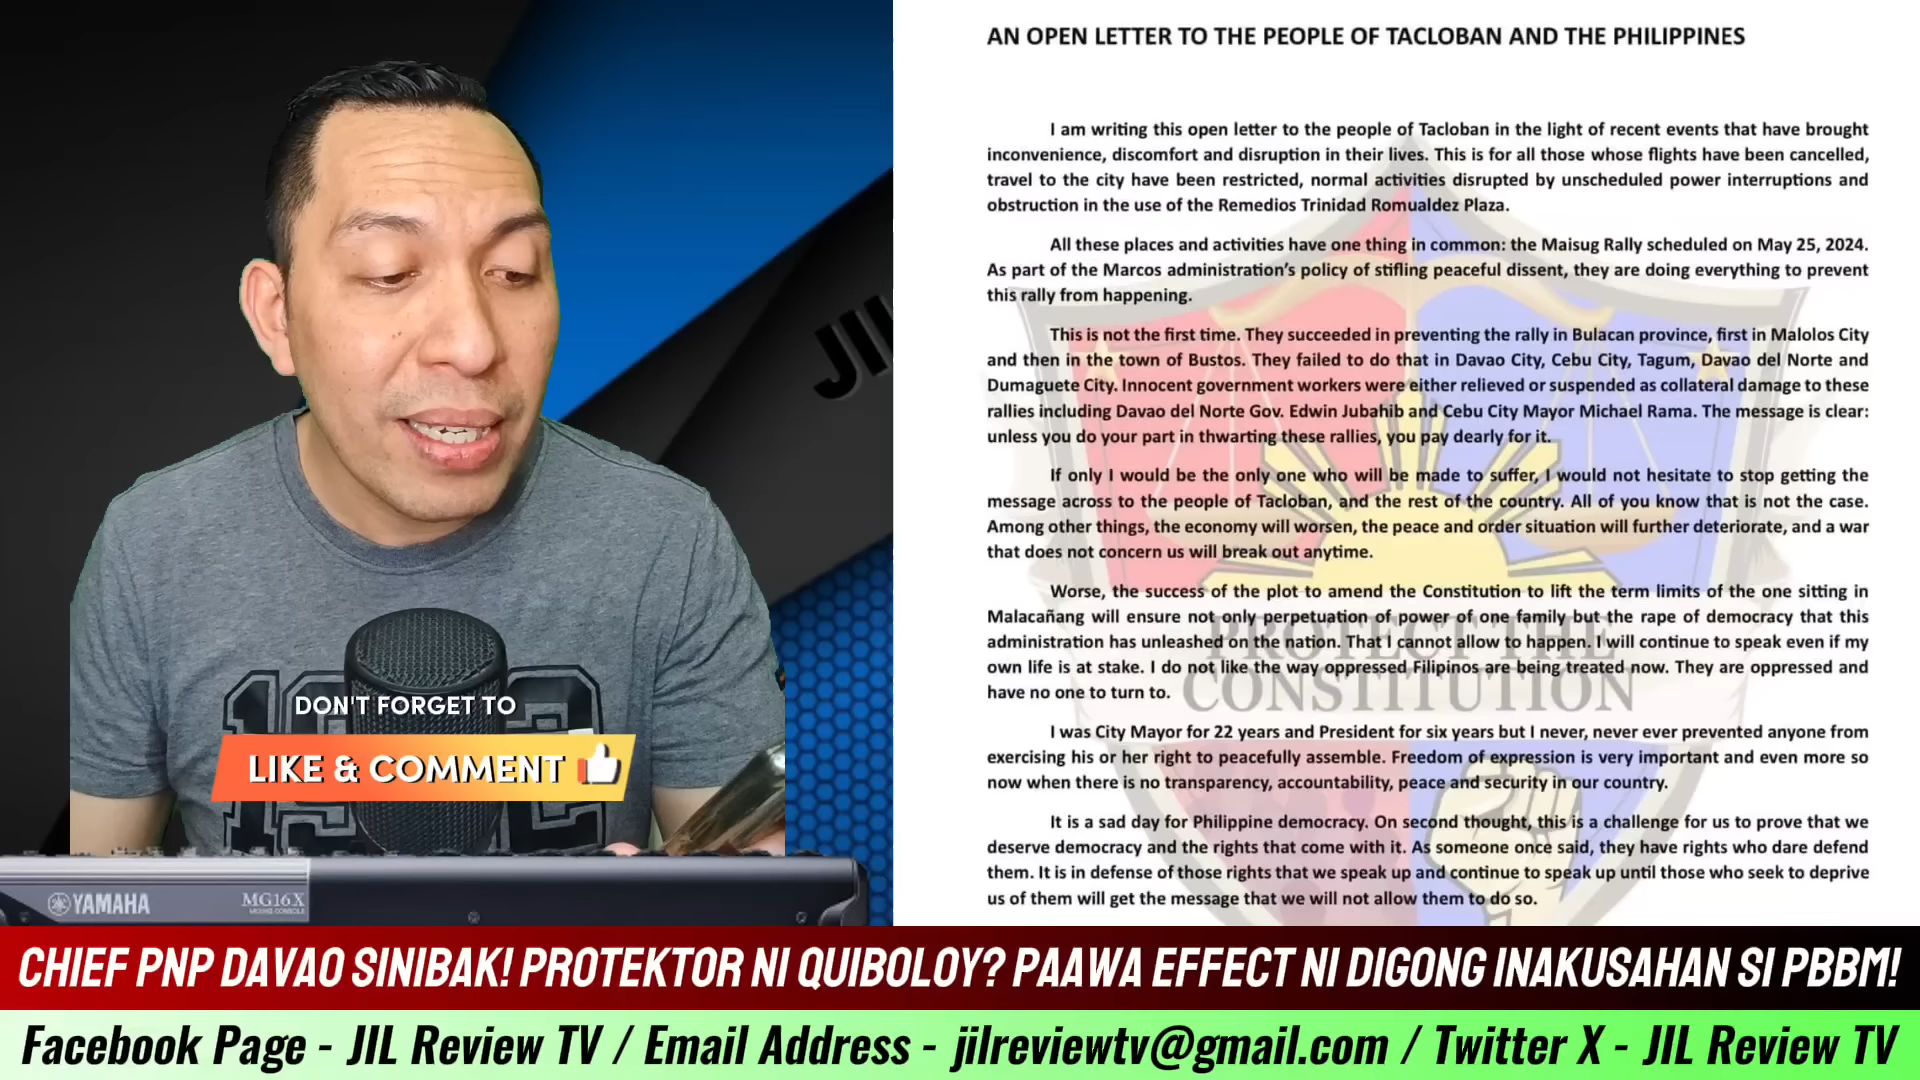 AN OPEN LETTER TO THE PEOPLE OF TACLOBAN AND THE PHILIPPINES
I am writing this open letter to the people of Tacloban in the light of recent events that have brought
inconvenience, discomfort and disruption in their lives. This is for all those whose flights have been cancelled,
travel to the city have been restricted, normal activities disrupted by unscheduled power interruptions and
obstruction in the use of the Remedios Trinidad Romualdez Plaza.
All these places and activities have one thing in common: the Maisug Rally scheduled on May 25, 2024.
As part of the Marcos administration's policy of stifling peaceful dissent, they are doing everything to prevent
this rally from happening.
This is not the first time. They succeeded in preventing the rally in Bulacan province, first in Malolos City
and then in the town of Bustos. They failed to do that in Davao City, Cebu City, Tagum, Davao del Norte and
Dumaguete City. Innocent government workers were either relieved or suspended as collateral damage to these
rallies including Davao del Norte Gov. Edwin Jubahib and Cebu City Mayor Michael Rama. The message is clear:
unless you do your part in thwarting these rallies, you pay dearly for it.
If only I would be the only one who will be made to suffer, I would not hesitate to stop getting the
message across to the people of Tacloban, and the rest of the country. All of you know that is not the case.
Among other things, the economy will worsen, the peace and order situation will further deteriorate, and a war
that does not concern us will break out anytime.
Worse, the success of the plot to amend the Constitution to lift the term limits of the one sitting in
Malacañang will ensure not only perpetuation of power of one family but the rape of democracy that this
administration has unleashed on the nation. That I cannot allow to happen. I will continue to speak even if my
own life is at stake. I do not like the way oppressed Filipinos are being treated now. They are oppressed and
have no one to turn to.
I was City Mayor for 22 years and President for six years but I never, never ever prevented anyone from
exercising his or her right to peacefully assemble. Freedom of expression is very important and even more so
now when there is no transparency, accountability, peace and security in our country.
It is a sad day for Philippine democracy. On second thought, this is a challenge for us to prove that we
deserve democracy and the rights that come with it. As someone once said, they have rights who dare defend
them. It is in defense of those rights that we speak up and continue to speak up until those who seek to deprive
us of them will get the message that we will not allow them to do so.
PROTECT THE
CONSTITUTION
JIL
DON'T FORGET TO
LIKE & COMMENT
YAMAHA
MG16X
MIXING CONSOLE
CHIEF PNP DAVAO SINIBAK! PROTEKTOR NI QUIBOLOY? PAAWA EFFECT NI DIGONG INAKUSAHAN SI PBBM!
Facebook Page - JIL Review TV / Email Address - jilreviewtv@gmail.com / Twitter X - JIL Review TV